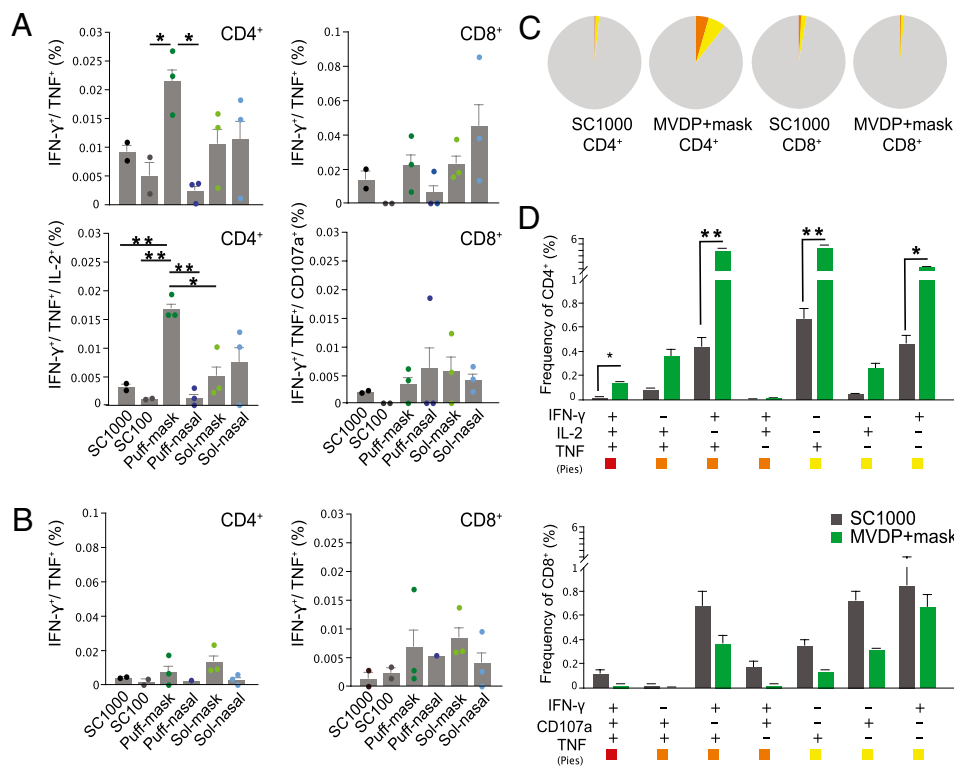 A
IFN-γ⁺/ TNF⁺ (%)
0.03
0.025
0.02
0.015
0.01
0.005
0
CD4⁺
* *
IFN-γ⁺/ TNF⁺ (%)
0.2
0.1
0.08
0.04
0
CD8⁺
IFN-γ⁺/ TNF⁺/ IL-2⁺ (%)
0.03
0.025
0.02
0.015
0.01
0.005
0
CD4⁺
**
**
**
*
SC1000
SC100
Puff-mask
Puff-nasal
Sol-mask
Sol-nasal
IFN-γ⁺/ TNF⁺/ CD107a⁺ (%)
0.03
0.025
0.02
0.015
0.01
0.005
0
CD8⁺
SC1000
SC100
Puff-mask
Puff-nasal
Sol-mask
Sol-nasal
B
IFN-γ⁺/ TNF⁺ (%)
0.1
0.06
0.04
0.02
0
CD4⁺
SC1000
SC100
Puff-mask
Puff-nasal
Sol-mask
Sol-nasal
IFN-γ⁺/ TNF⁺ (%)
0.03
0.025
0.02
0.015
0.01
0.005
0
CD8⁺
SC1000
SC100
Puff-mask
Puff-nasal
Sol-mask
Sol-nasal
C
SC1000
CD4⁺
MVDP+mask
CD4⁺
SC1000
CD8⁺
MVDP+mask
CD8⁺
D
Frequency of CD4⁺ (%)
6
2
1
0.8
0.6
0.4
0.2
0
* ** ** *
IFN-γ + - + + - - +
IL-2 + + - + - + -
TNF + + + - + - -
(Pies)
SC1000
MVDP+mask
Frequency of CD8⁺ (%)
6
2
1
0.8
0.6
0.4
0.2
0
IFN-γ + - + + - - +
CD107a + + - + - + -
TNF + + + - + - -
(Pies)